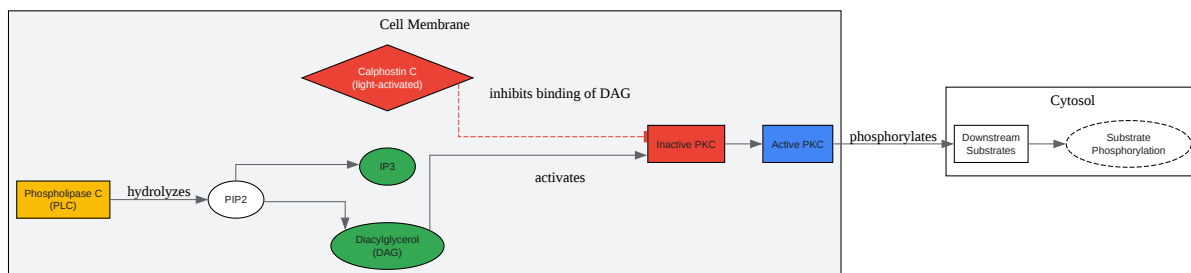 Cell Membrane
Calphostin C
(light-activated)
inhibits binding of DAG
Cytosol
phosphorylates
Inactive PKC
Active PKC
Downstream
Substrates
Substrate
Phosphorylation
IP3
activates
hydrolyzes
Phospholipase C
(PLC)
PIP2
Diacylglycerol
(DAG)